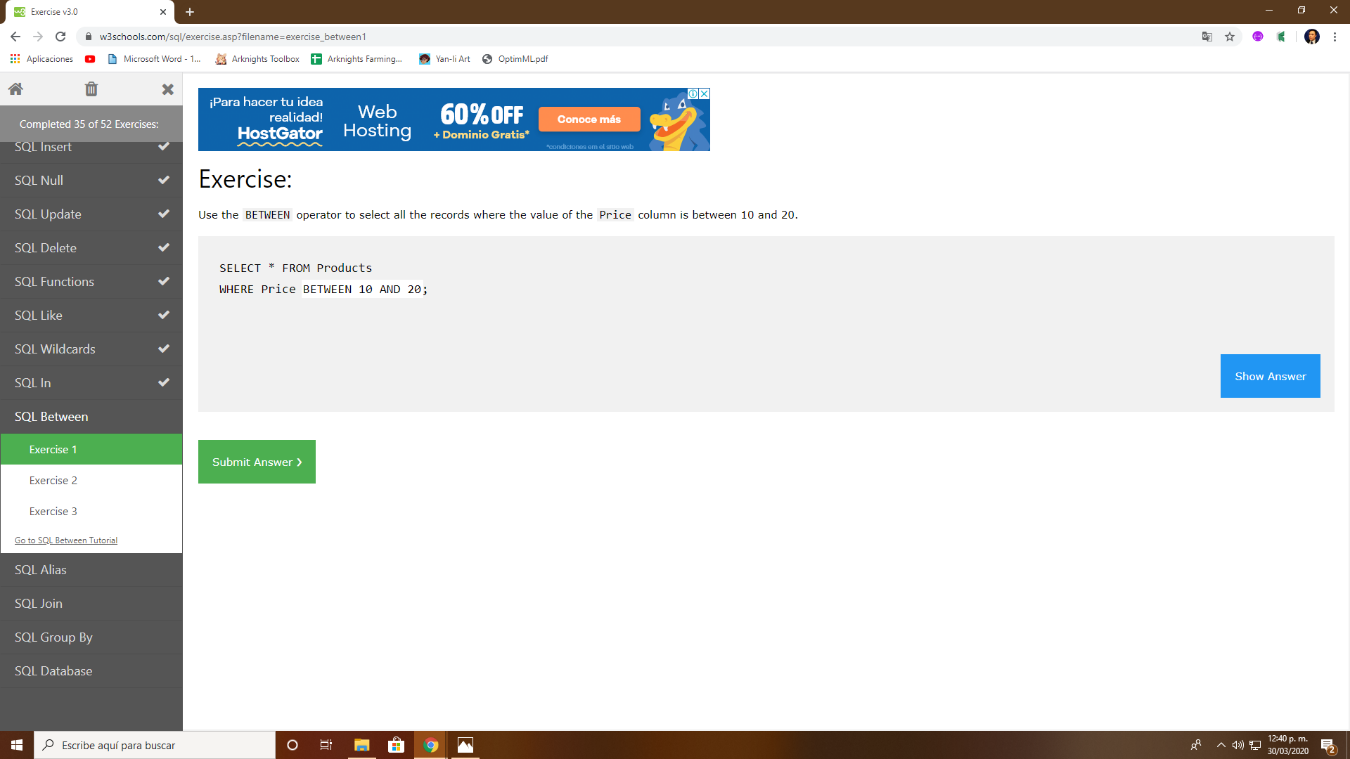 Exercise v3.0
w3schools.com/sql/exercise.asp?filename=exercise_between1
Aplicaciones
Microsoft Word - 1...
Arknights Toolbox
Arknights Farming...
Yan-li Art
OptimML.pdf
Completed 35 of 52 Exercises:
SQL Insert
SQL Null
SQL Update
SQL Delete
SQL Functions
SQL Like
SQL Wildcards
SQL In
SQL Between
Exercise 1
Exercise 2
Exercise 3
Go to SQL Between Tutorial
SQL Alias
SQL Join
SQL Group By
SQL Database
¡Para hacer tu idea
realidad!
HostGator
Web
Hosting
60% OFF
+ Dominio Gratis*
Conoce más
*condiciones en el sitio web
Exercise:
Use the BETWEEN operator to select all the records where the value of the Price column is between 10 and 20.
SELECT * FROM Products
WHERE Price BETWEEN 10 AND 20;
Show Answer
Submit Answer ❯
Escribe aquí para buscar
12:40 p. m.
30/03/2020
2